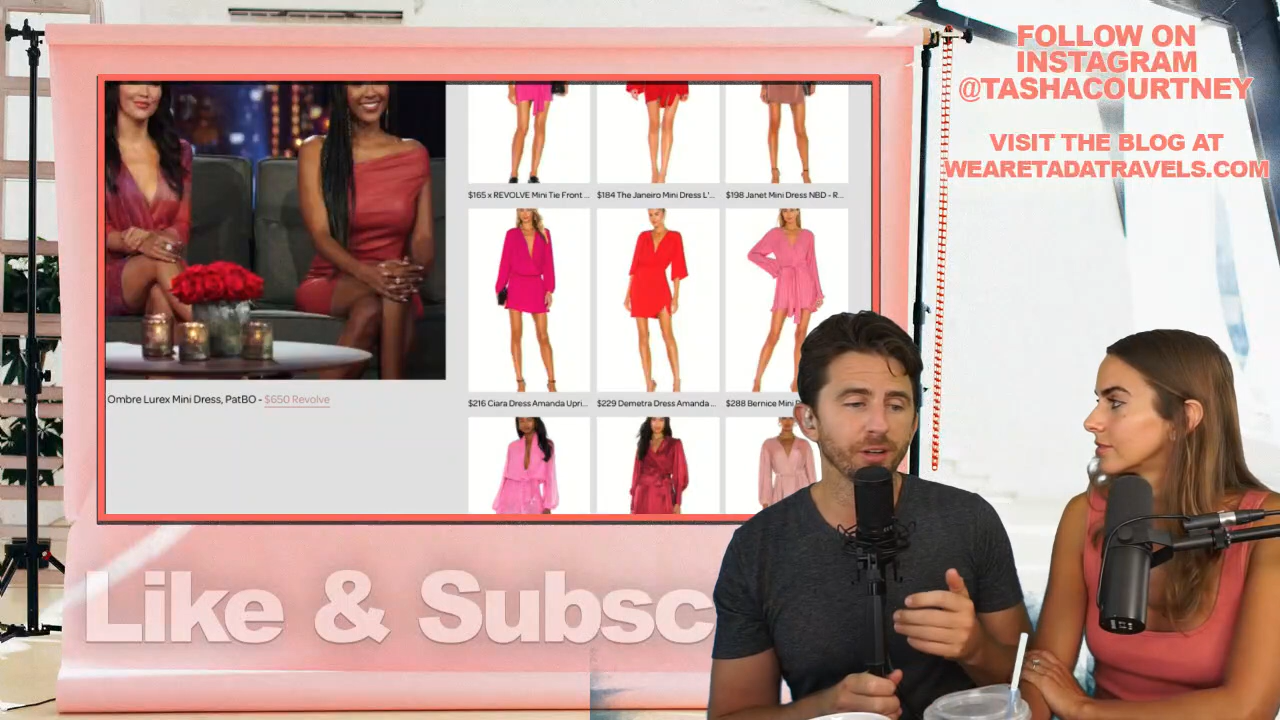 FOLLOW ON
INSTAGRAM
@TASHACOURTNEY
VISIT THE BLOG AT
WEARETADATRAVELS.COM
$165 x REVOLVE Mini Tie Front ...
$184 The Janeiro Mini Dress L'...
$198 Janet Mini Dress NBD - R...
Ombre Lurex Mini Dress, PatBO - $650 Revolve
$216 Ciara Dress Amanda Upri...
$229 Demetra Dress Amanda ...
$288 Bernice Mini
Like & Subsc